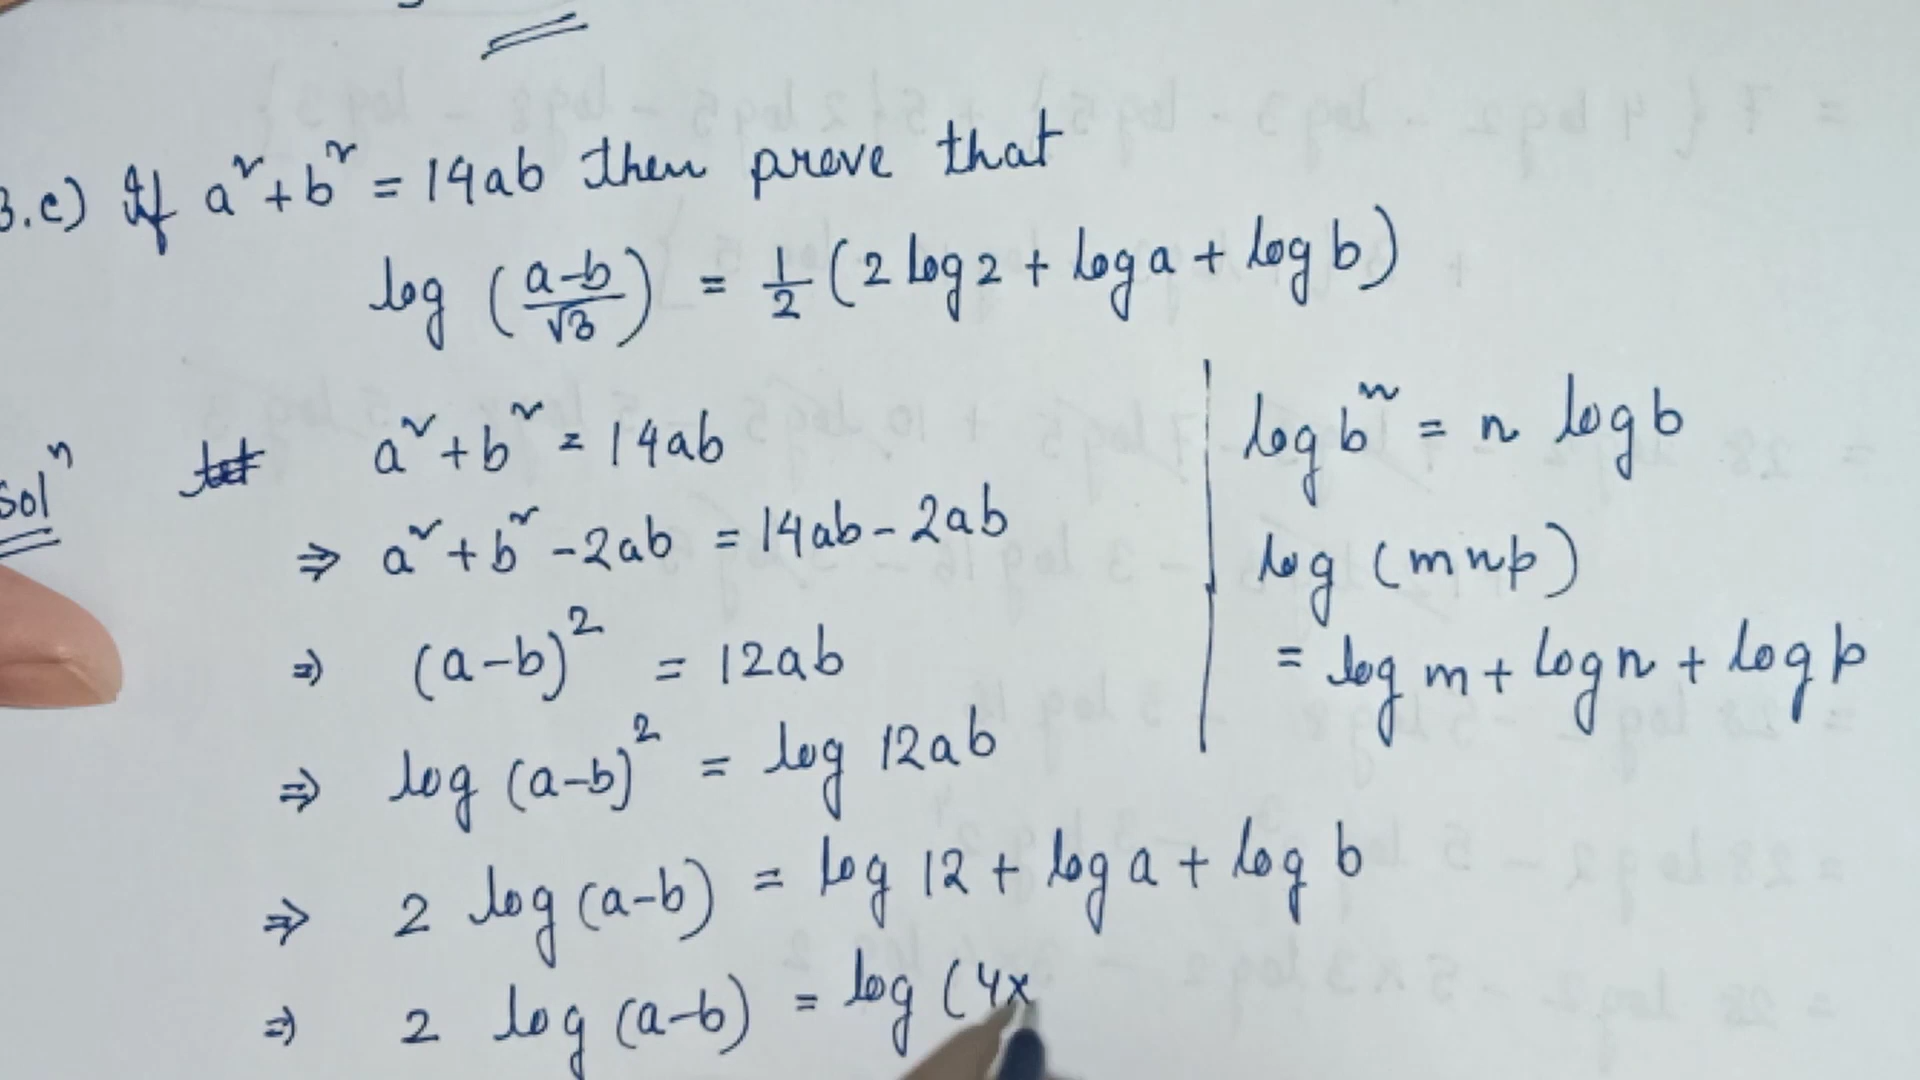 3.c) If a² + b² = 14ab then prove that
log (a-b/√3) = 1/2 (2 log 2 + log a + log b)
Solⁿ a² + b² = 14ab
⇒ a² + b² - 2ab = 14ab - 2ab
⇒ (a-b)² = 12ab
⇒ log (a-b)² = log 12ab
⇒ 2 log (a-b) = log 12 + log a + log b
⇒ 2 log (a-b) = log (4×
log bⁿ = n log b
log (mnp)
= log m + log n + log p